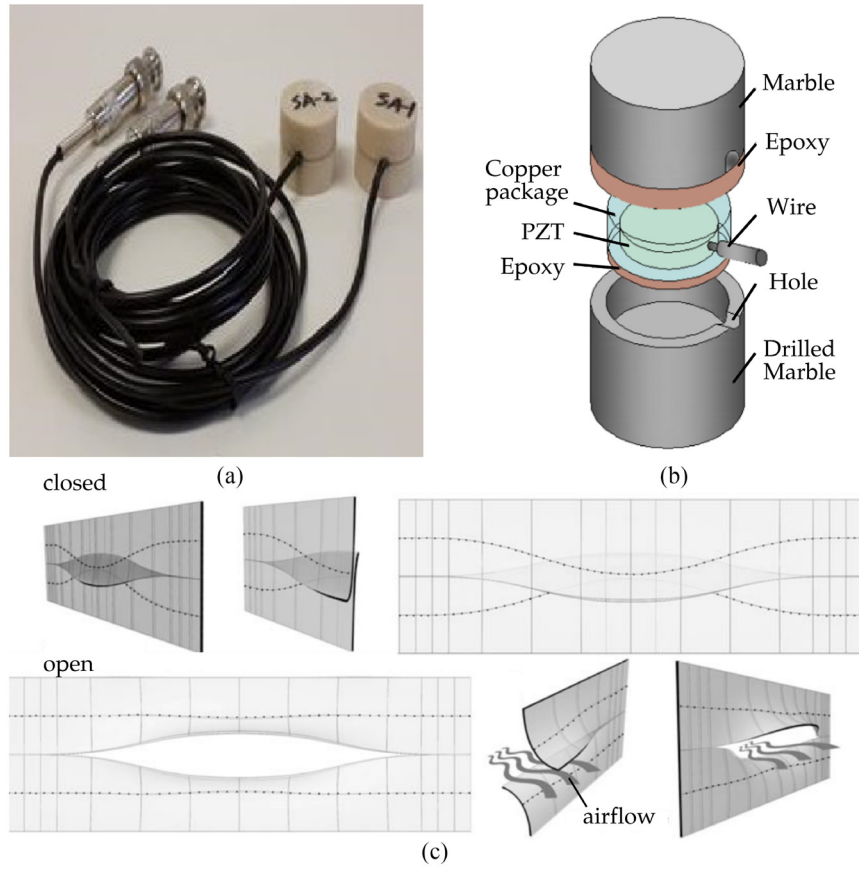 SA-2
SA-1
Marble
Epoxy
Copper
package
Wire
PZT
Epoxy
Hole
Drilled
Marble
(a)
(b)
closed
open
airflow
(c)